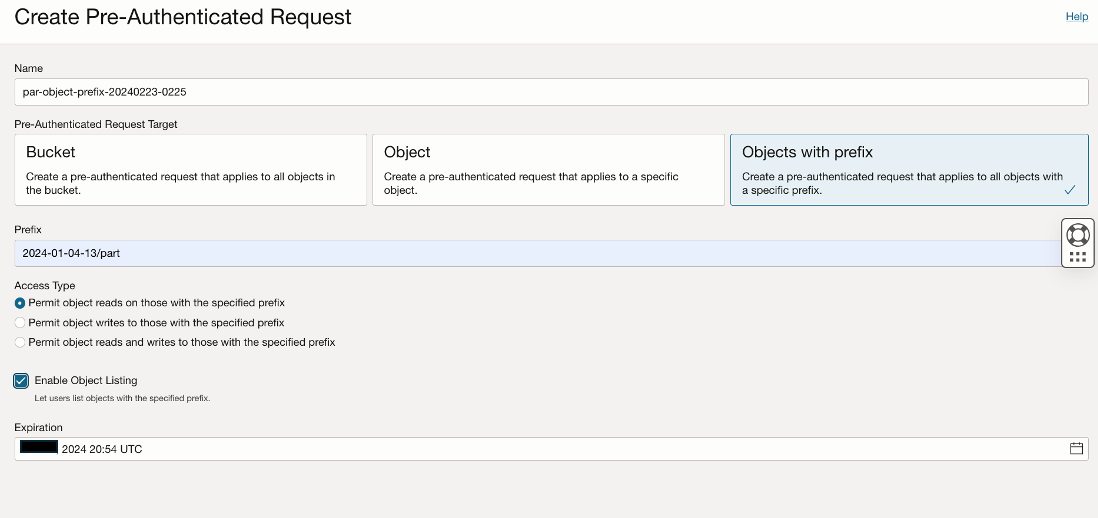 Create Pre-Authenticated Request
Help
Name
par-object-prefix-20240223-0225
Pre-Authenticated Request Target
Bucket
Create a pre-authenticated request that applies to all objects in
the bucket.
Object
Create a pre-authenticated request that applies to a specific
object.
Objects with prefix
Create a pre-authenticated request that applies to all objects with
a specific prefix.
Prefix
2024-01-04-13/part
Access Type
Permit object reads on those with the specified prefix
Permit object writes to those with the specified prefix
Permit object reads and writes to those with the specified prefix
Enable Object Listing
Let users list objects with the specified prefix.
Expiration
2024 20:54 UTC